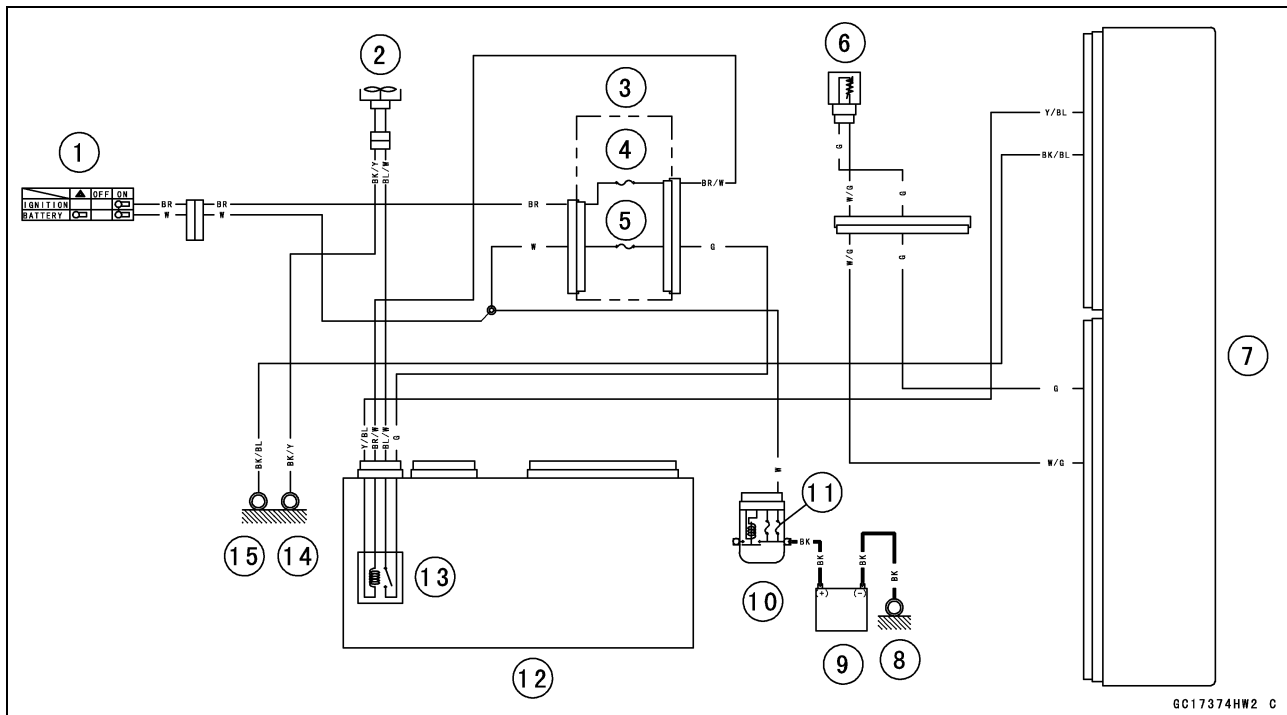 2
6
3
1
4
Y/BL
BK/BL
OFF ON
IGNITION
BATTERY
BR
W
BR
W
BK/Y
BL/W
BR
W
BR/W
G
5
G
W/G
G
W/G
G
7
G
W/G
BK/BL
BK/Y
Y/BL
BR/W
BL/W
G
W
11
15
14
13
BK
BK
BK
BK
(+)
(-)
10
12
9
8
GC17374HW2 C